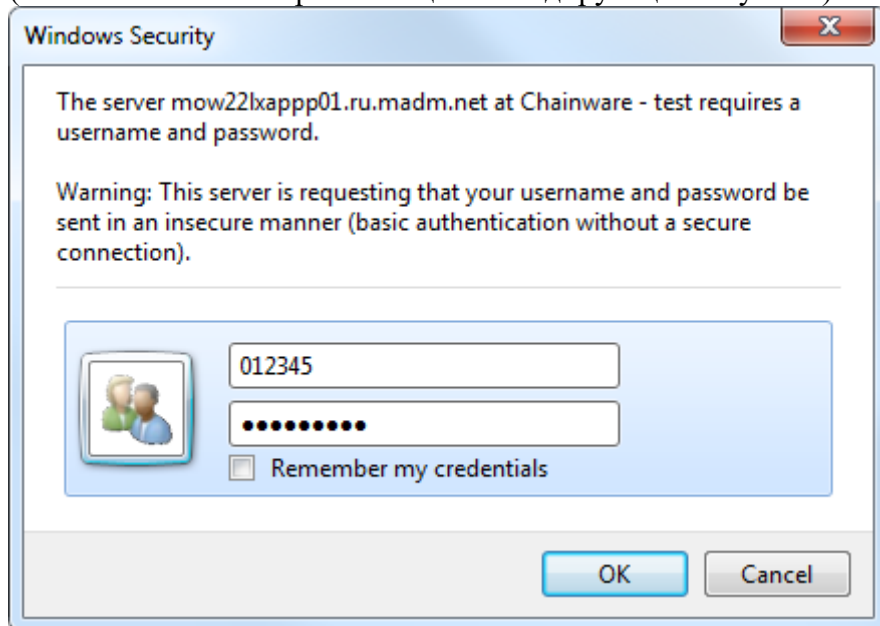 Windows Security
The server mow22lxappp01.ru.madm.net at Chainware - test requires a
username and password.
Warning: This server is requesting that your username and password be
sent in an insecure manner (basic authentication without a secure
connection).
012345
●●●●●●●●●
Remember my credentials
OK
Cancel